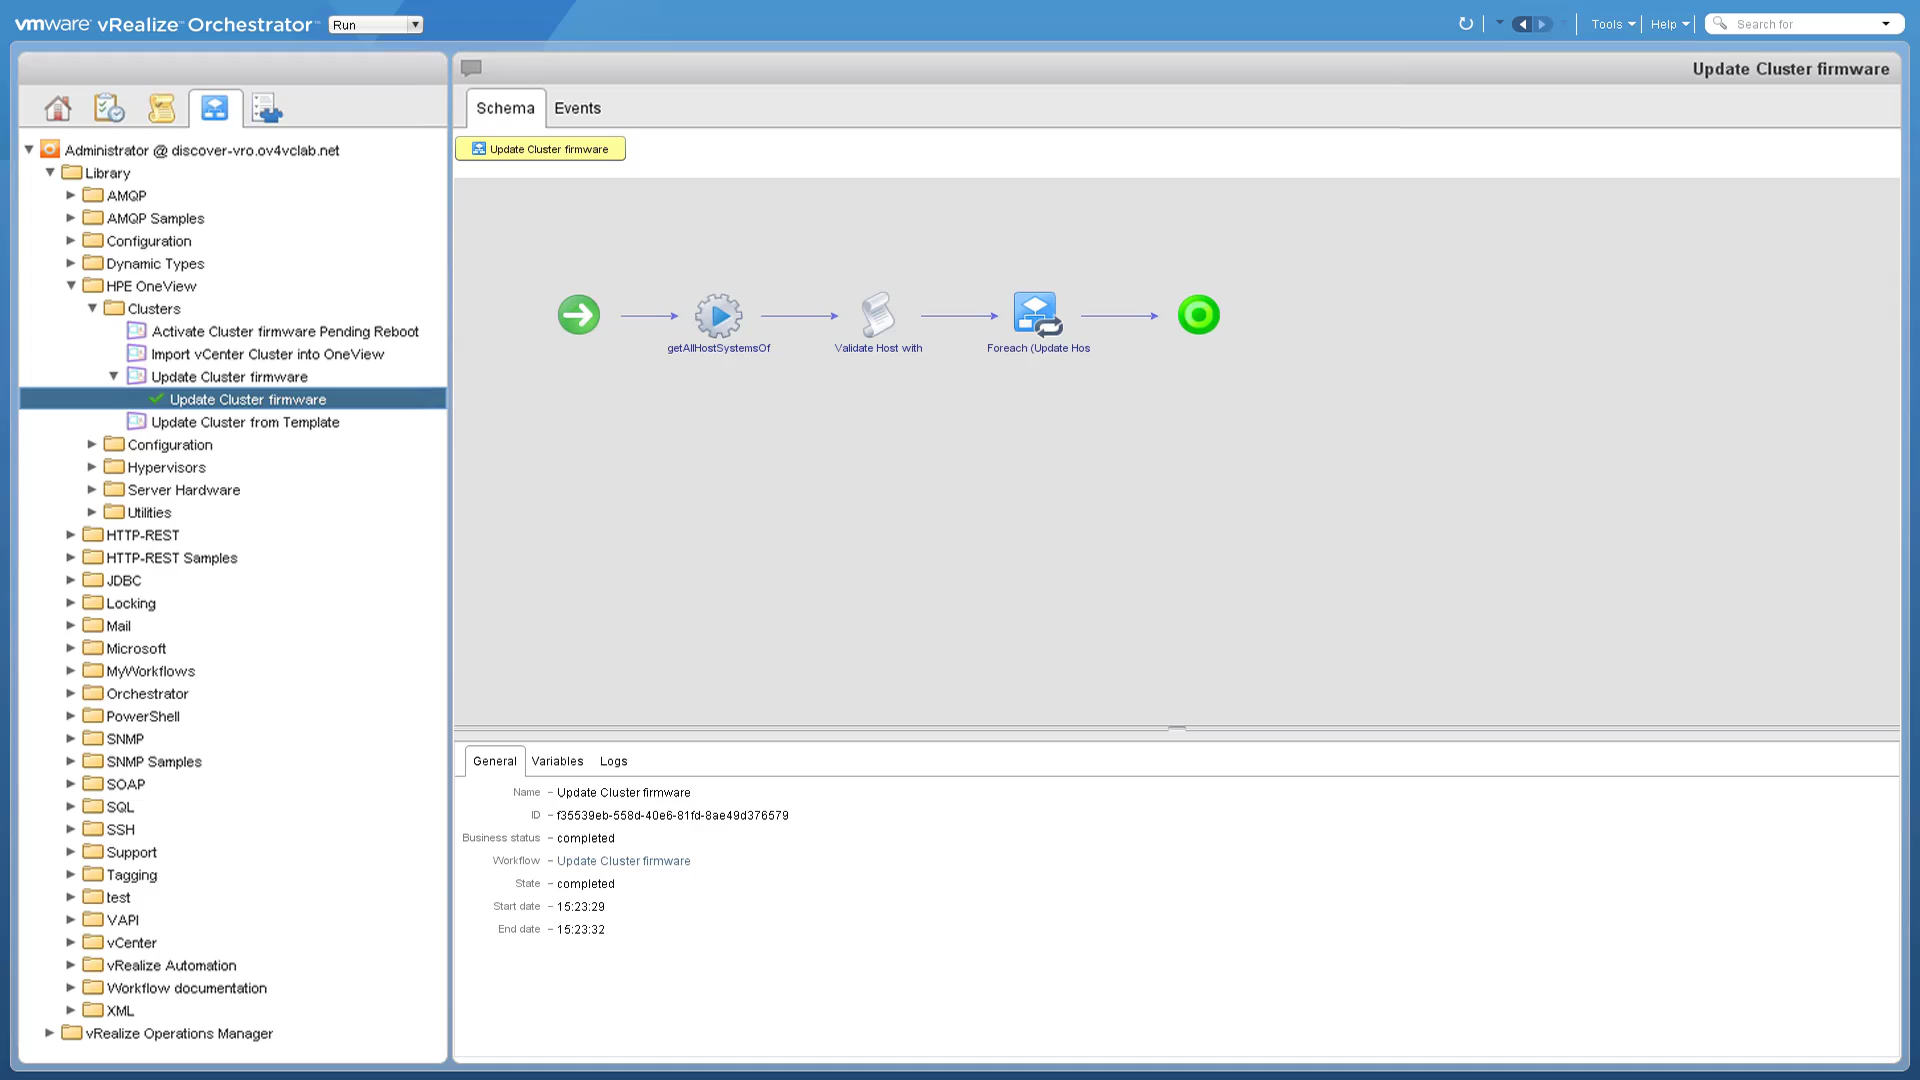 vmware vRealize Orchestrator Run Tools Help Search for
Update Cluster firmware
Schema Events
Update Cluster firmware
Administrator @ discover-vro.ov4vclab.net
Library
AMQP
AMQP Samples
Configuration
Dynamic Types
HPE OneView
Clusters
Activate Cluster firmware Pending Reboot
Import vCenter Cluster into OneView
Update Cluster firmware
Update Cluster firmware
Update Cluster from Template
Configuration
Hypervisors
Server Hardware
Utilities
HTTP-REST
HTTP-REST Samples
JDBC
Locking
Mail
Microsoft
MyWorkflows
Orchestrator
PowerShell
SNMP
SNMP Samples
SOAP
SQL
SSH
Support
Tagging
test
VAPI
vCenter
vRealize Automation
Workflow documentation
XML
vRealize Operations Manager
getAllHostSystemsOf Validate Host with Foreach (Update Hos
General Variables Logs
Name – Update Cluster firmware
ID – f35539eb-558d-40e6-81fd-8ae49d376579
Business status – completed
Workflow – Update Cluster firmware
State – completed
Start date – 15:23:29
End date – 15:23:32